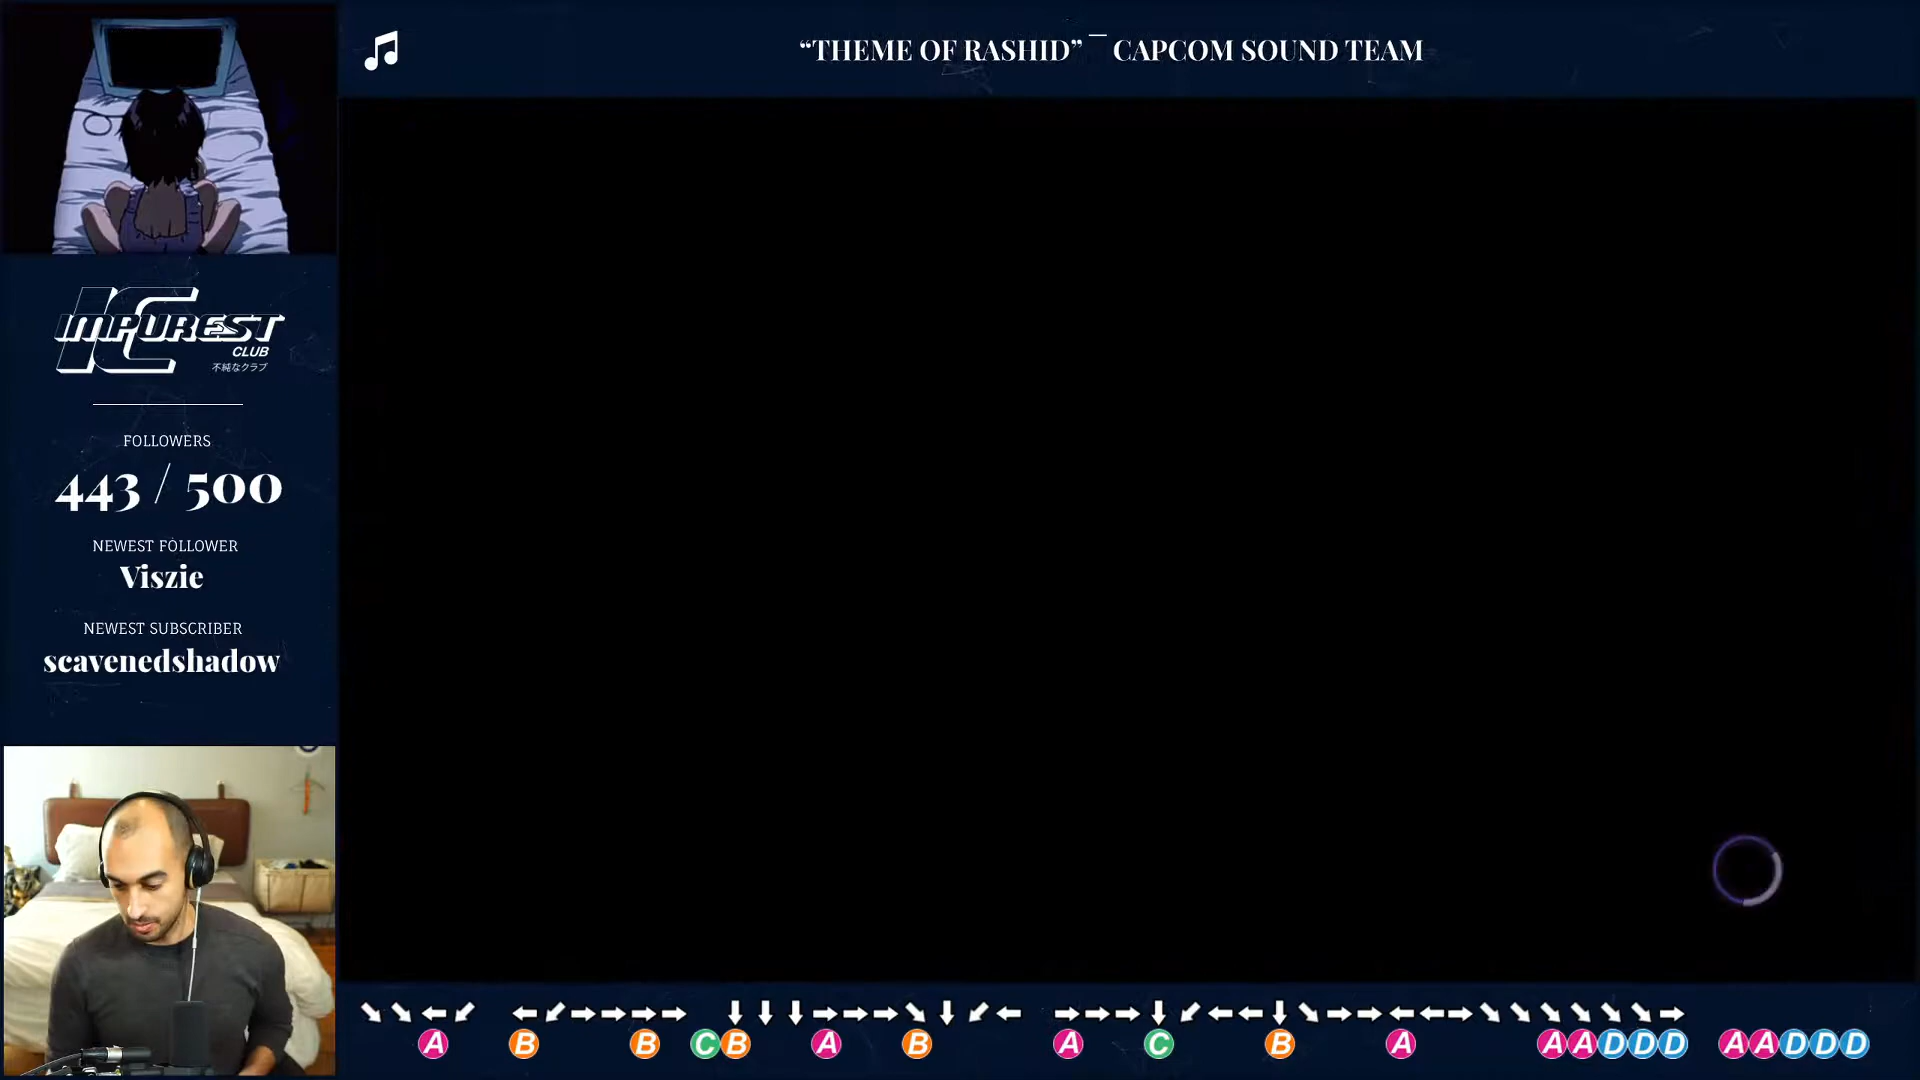 “THEME OF RASHID” — CAPCOM SOUND TEAM
IC
IMPUREST
CLUB
不純なクラブ
FOLLOWERS
443 / 500
NEWEST FOLLOWER
Viszie
NEWEST SUBSCRIBER
scavenedshadow
A B B C B A B A C B A A A D D D A A D D D